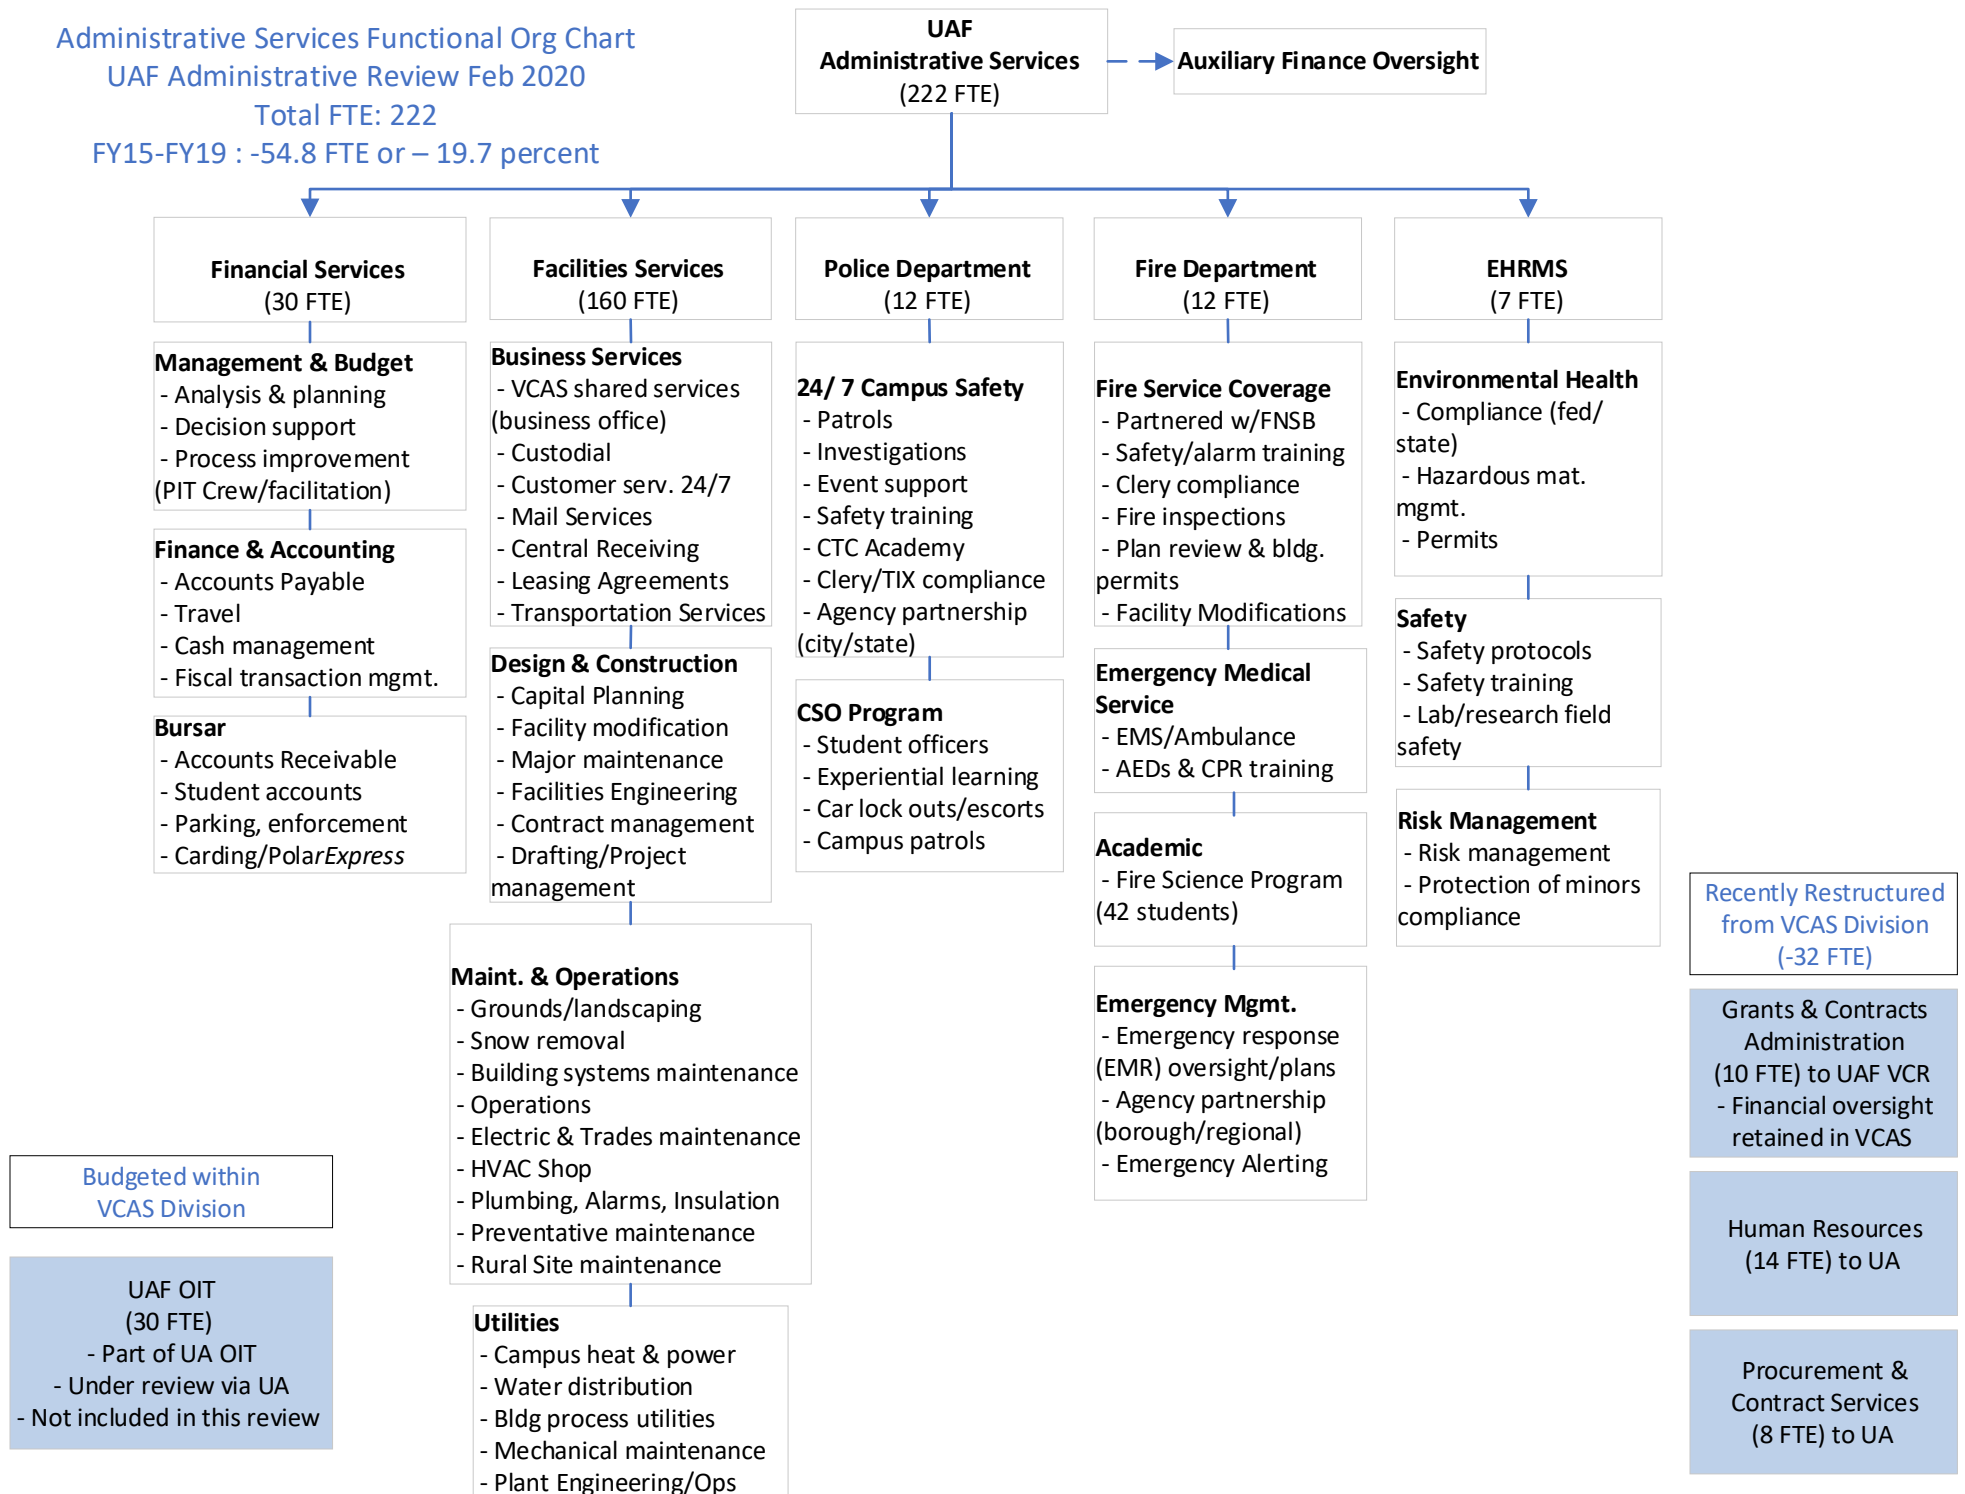 Administrative Services Functional Org Chart
UAF Administrative Review Feb 2020
Total FTE: 222
FY15-FY19 : -54.8 FTE or – 19.7 percent
UAF
Administrative Services
(222 FTE)
Auxiliary Finance Oversight
Financial Services
(30 FTE)
Management & Budget
- Analysis & planning
- Decision support
- Process improvement
(PIT Crew/facilitation)
Finance & Accounting
- Accounts Payable
- Travel
- Cash management
- Fiscal transaction mgmt.
Bursar
- Accounts Receivable
- Student accounts
- Parking, enforcement
- Carding/PolarExpress
Facilities Services
(160 FTE)
Business Services
- VCAS shared services
(business office)
- Custodial
- Customer serv. 24/7
- Mail Services
- Central Receiving
- Leasing Agreements
- Transportation Services
Design & Construction
- Capital Planning
- Facility modification
- Major maintenance
- Facilities Engineering
- Contract management
- Drafting/Project
management
Maint. & Operations
- Grounds/landscaping
- Snow removal
- Building systems maintenance
- Operations
- Electric & Trades maintenance
- HVAC Shop
- Plumbing, Alarms, Insulation
- Preventative maintenance
- Rural Site maintenance
Utilities
- Campus heat & power
- Water distribution
- Bldg process utilities
- Mechanical maintenance
- Plant Engineering/Ops
Police Department
(12 FTE)
24/ 7 Campus Safety
- Patrols
- Investigations
- Event support
- Safety training
- CTC Academy
- Clery/TIX compliance
- Agency partnership
(city/state)
CSO Program
- Student officers
- Experiential learning
- Car lock outs/escorts
- Campus patrols
Fire Department
(12 FTE)
Fire Service Coverage
- Partnered w/FNSB
- Safety/alarm training
- Clery compliance
- Fire inspections
- Plan review & bldg.
permits
- Facility Modifications
Emergency Medical
Service
- EMS/Ambulance
- AEDs & CPR training
Academic
- Fire Science Program
(42 students)
Emergency Mgmt.
- Emergency response
(EMR) oversight/plans
- Agency partnership
(borough/regional)
- Emergency Alerting
EHRMS
(7 FTE)
Environmental Health
- Compliance (fed/
state)
- Hazardous mat.
mgmt.
- Permits
Safety
- Safety protocols
- Safety training
- Lab/research field
safety
Risk Management
- Risk management
- Protection of minors
compliance
Recently Restructured
from VCAS Division
(-32 FTE)
Grants & Contracts
Administration
(10 FTE) to UAF VCR
- Financial oversight
retained in VCAS
Human Resources
(14 FTE) to UA
Procurement &
Contract Services
(8 FTE) to UA
Budgeted within
VCAS Division
UAF OIT
(30 FTE)
- Part of UA OIT
- Under review via UA
- Not included in this review